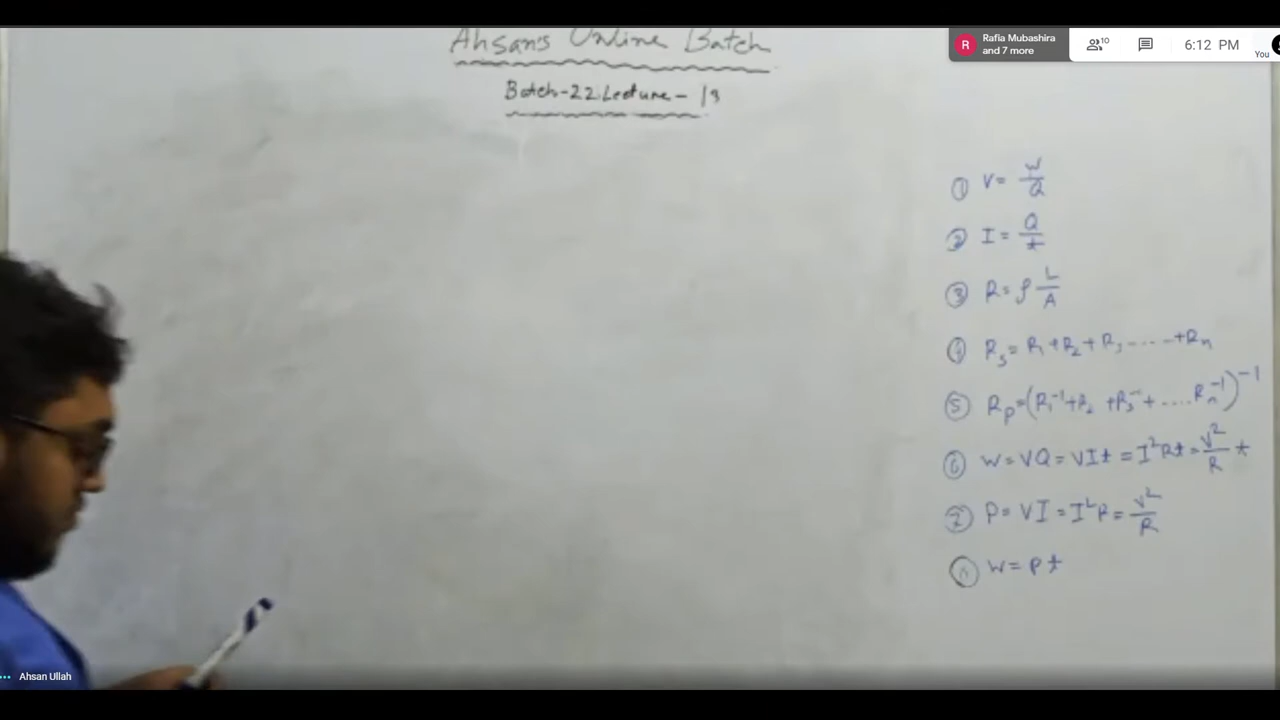 Ahsan's Online Batch
Batch-22 Lecture - 13
Rafia Mubashira
and 7 more
R
10
6:12 PM
You
① V = W/Q
② I = Q/t
③ R = ρ L/A
④ Rs = R₁ + R₂ + R₃ ..... + Rn
⑤ Rp = (R₁⁻¹ + R₂ + R₃⁻¹ + .... Rn⁻¹)⁻¹
⑥ W = VQ = VIt = I²Rt = V²/R t
⑦ P = VI = I²R = V²/R
W = Pt
Ahsan Ullah